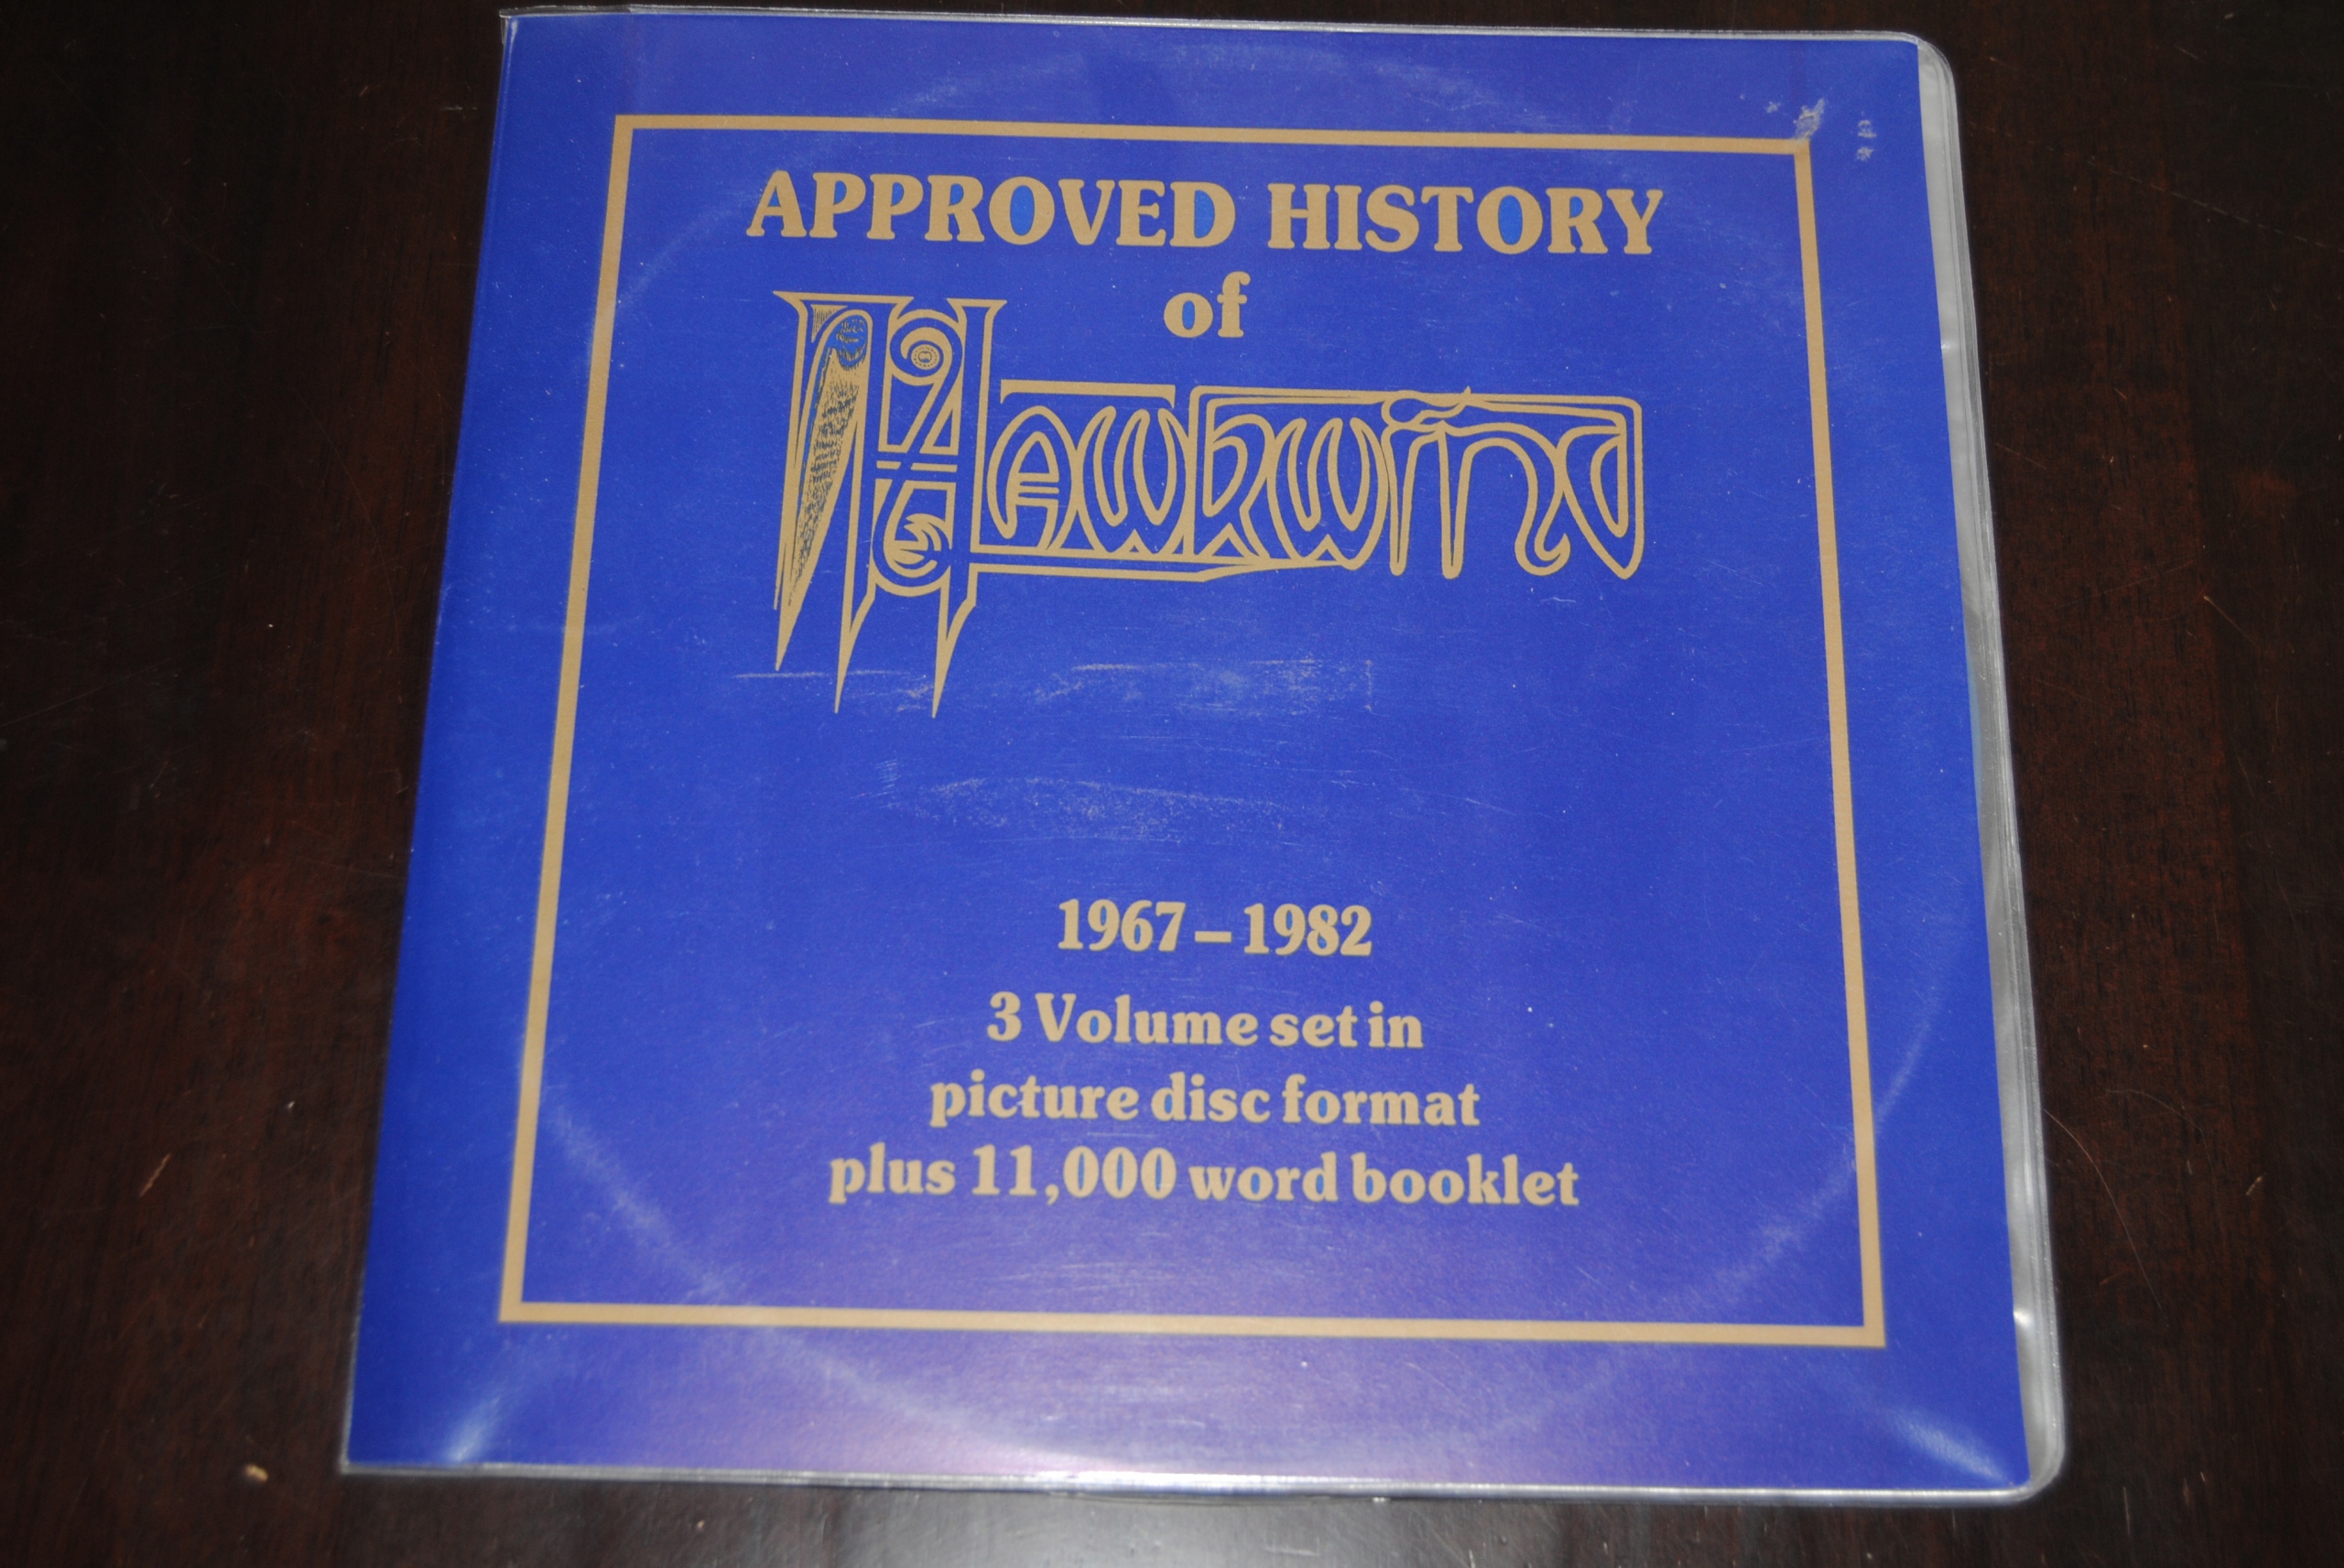 APPROVED HISTORY
of
Hawkwind
1967–1982
3 Volume set in
picture disc format
plus 11,000 word booklet